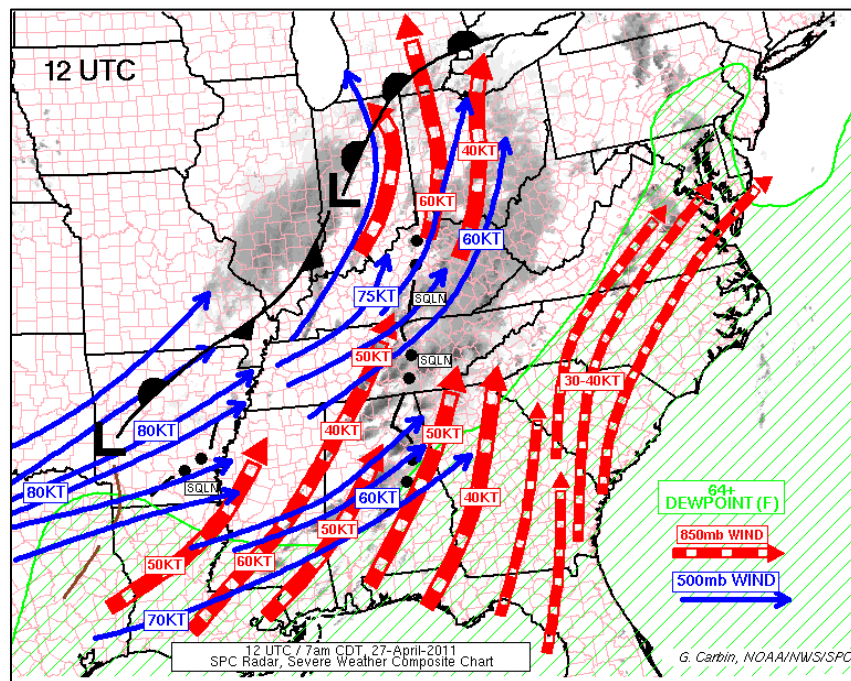 12 UTC
L
40KT
60KT
60KT
75KT
SQLN
50KT
SQLN
30-40KT
L
80KT
40KT
50KT
80KT
SQLN
60KT
40KT
50KT
50KT
60KT
70KT
64+
DEWPOINT (F)
850mb WIND
500mb WIND
12 UTC / 7am CDT, 27-April-2011
SPC Radar, Severe Weather Composite Chart
G. Carbin, NOAA/NWS/SPC